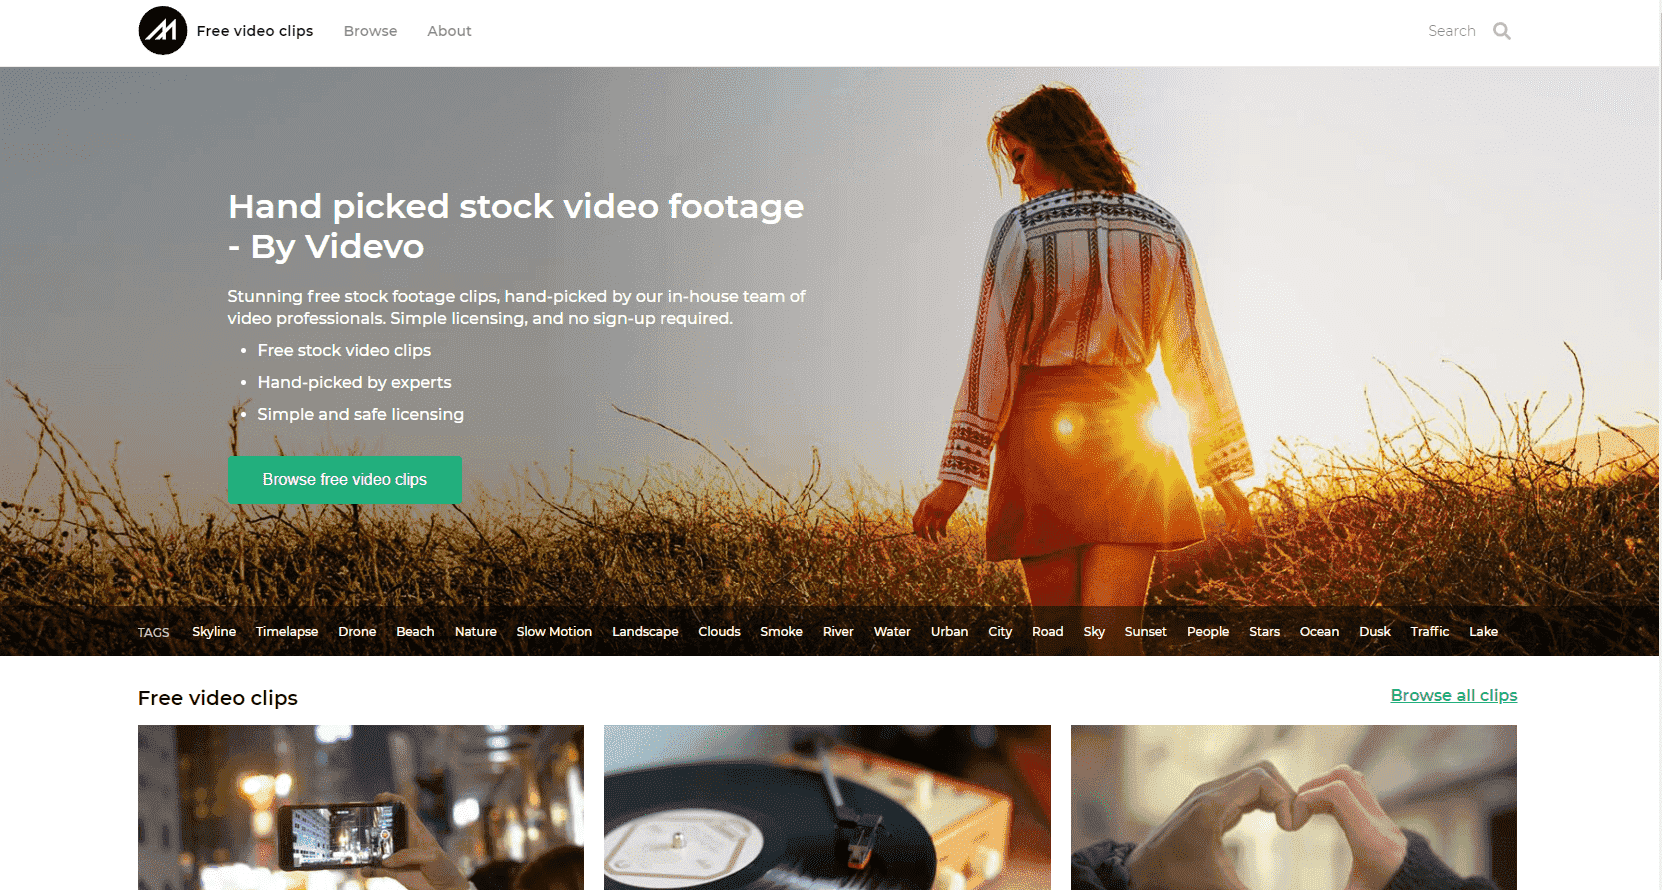 Free video clips
Browse
About
Search
Hand picked stock video footage
- By Videvo
Stunning free stock footage clips, hand-picked by our in-house team of
video professionals. Simple licensing, and no sign-up required.
• Free stock video clips
• Hand-picked by experts
• Simple and safe licensing
Browse free video clips
TAGS Skyline Timelapse Drone Beach Nature Slow Motion Landscape Clouds Smoke River Water Urban City Road Sky Sunset People Stars Ocean Dusk Traffic Lake
Free video clips
Browse all clips